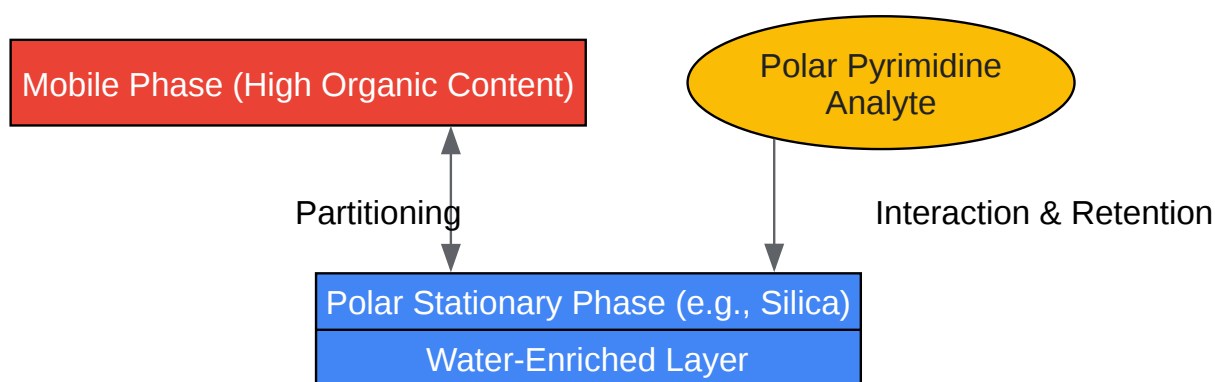 Mobile Phase (High Organic Content)
Polar Pyrimidine
Analyte
Partitioning
Interaction & Retention
Polar Stationary Phase (e.g., Silica)
Water-Enriched Layer